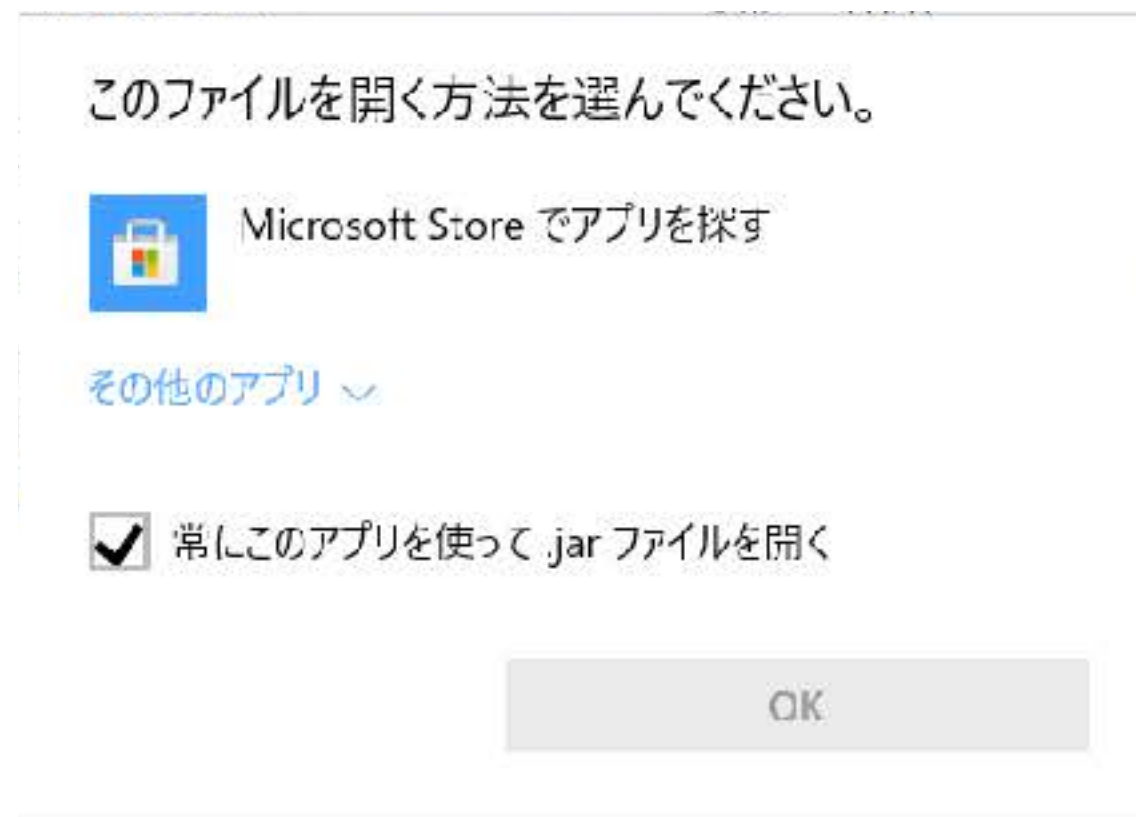 このファイルを開く方法を選んでください。
Microsoft Store でアプリを探す
その他のアプリ
常にこのアプリを使って .jar ファイルを開く
OK